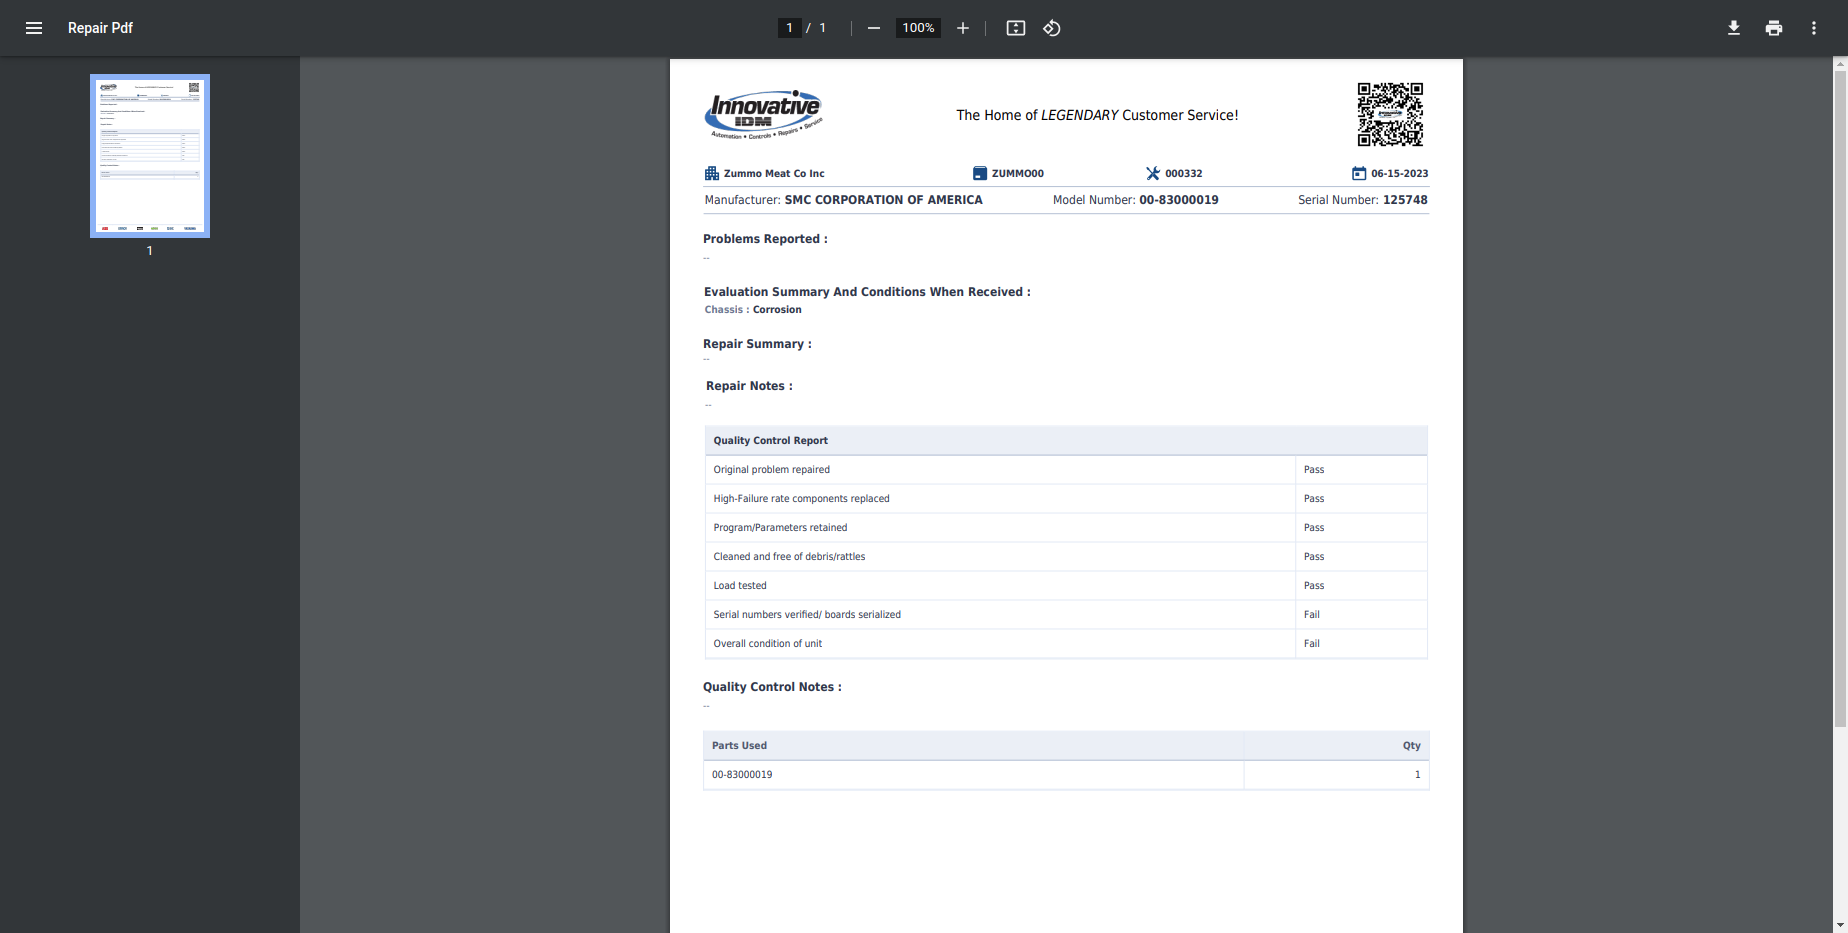 Repair Pdf
1 / 1
100%
1
Innovative
IDM
Automation • Controls • Repairs • Service
The Home of LEGENDARY Customer Service!
Zummo Meat Co Inc
ZUMMO00
000332
06-15-2023
Manufacturer: SMC CORPORATION OF AMERICA
Model Number: 00-83000019
Serial Number: 125748
Problems Reported :
--
Evaluation Summary And Conditions When Received :
Chassis : Corrosion
Repair Summary :
--
Repair Notes :
--
Quality Control Report
Original problem repaired Pass
High-Failure rate components replaced Pass
Program/Parameters retained Pass
Cleaned and free of debris/rattles Pass
Load tested Pass
Serial numbers verified/ boards serialized Fail
Overall condition of unit Fail
Quality Control Notes :
--
Parts Used Qty
00-83000019 1